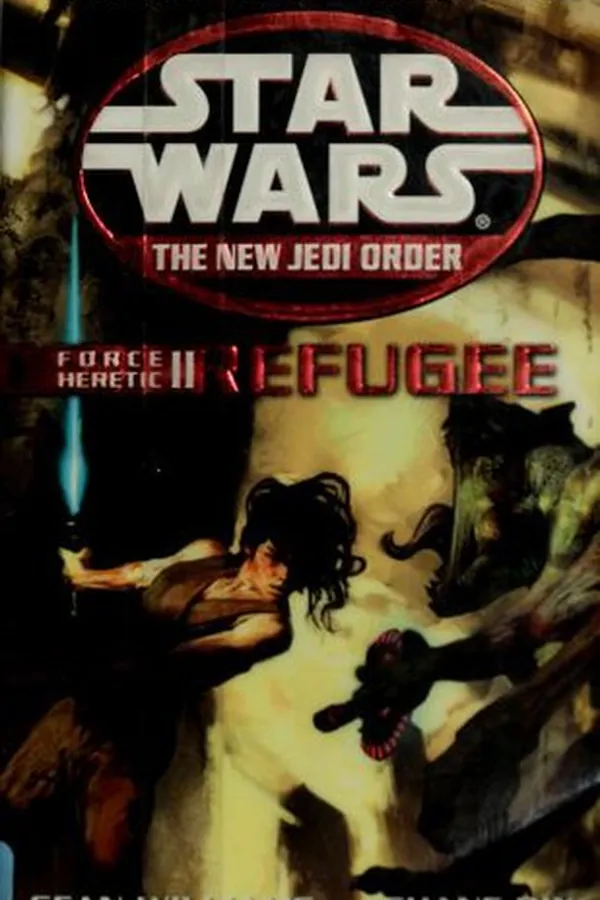 STAR
WARS®
THE NEW JEDI ORDER
FORCE
HERETIC II REFUGEE